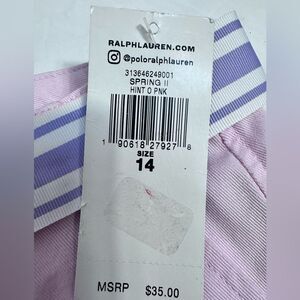 RALPHLAUREN.COM
@poloralphlauren
313646249001
SPRING II
HINT O PNK
1 90618 27927 8
SIZE
14
MSRP $35.00